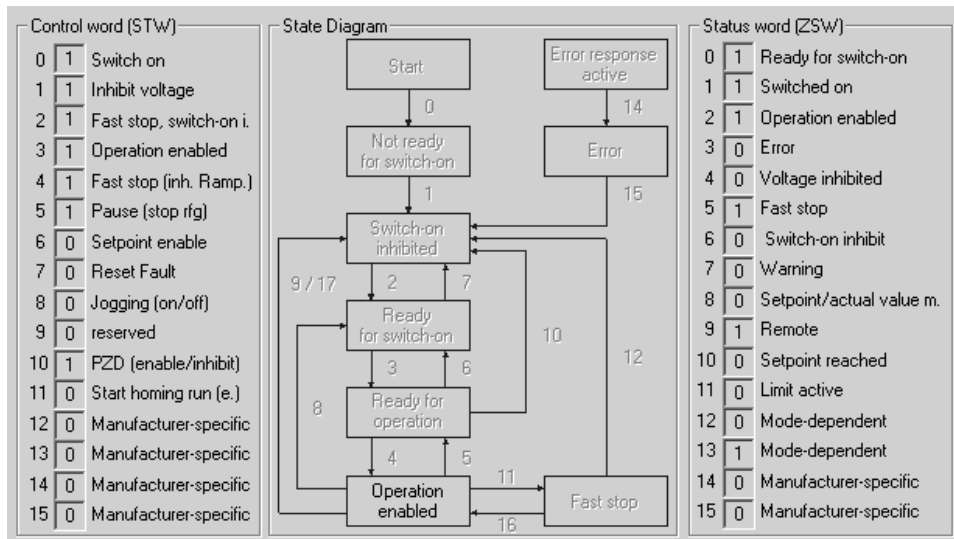 Control word (STW)
0 1 Switch on
1 1 Inhibit voltage
2 1 Fast stop, switch-on i.
3 1 Operation enabled
4 1 Fast stop (inh. Ramp.)
5 1 Pause (stop rfg)
6 0 Setpoint enable
7 0 Reset Fault
8 0 Jogging (on/off)
9 0 reserved
10 1 PZD (enable/inhibit)
11 0 Start homing run (e.)
12 0 Manufacturer-specific
13 0 Manufacturer-specific
14 0 Manufacturer-specific
15 0 Manufacturer-specific
State Diagram
Start
Error response
active
0
14
Not ready
for switch-on
Error
1
15
Switch-on
inhibited
9 / 17
2
7
Ready
for switch-on
10
12
3
6
8
Ready for
operation
4
5
11
Operation
enabled
Fast stop
16
Status word (ZSW)
0 1 Ready for switch-on
1 1 Switched on
2 1 Operation enabled
3 0 Error
4 0 Voltage inhibited
5 1 Fast stop
6 0 Switch-on inhibit
7 0 Warning
8 0 Setpoint/actual value m.
9 1 Remote
10 0 Setpoint reached
11 0 Limit active
12 0 Mode-dependent
13 1 Mode-dependent
14 0 Manufacturer-specific
15 0 Manufacturer-specific